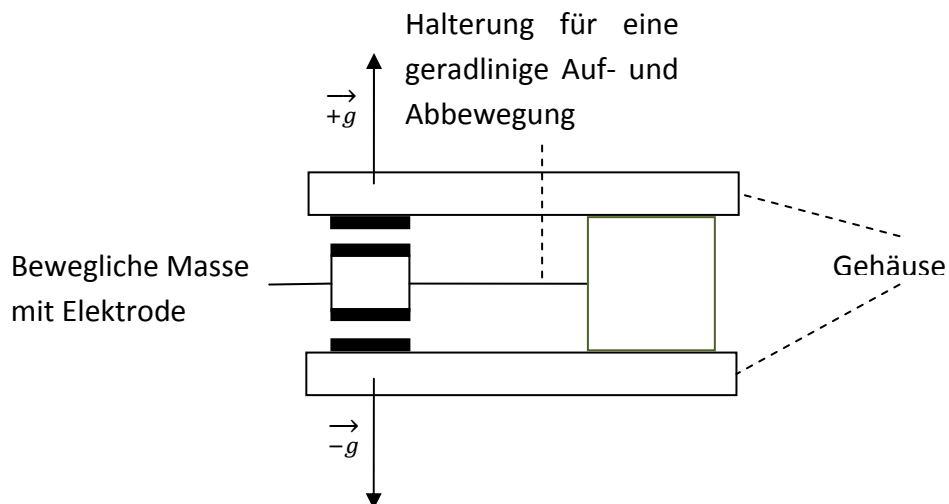 Halterung für eine
geradlinige Auf- und
Abbewegung
+g
Bewegliche Masse
mit Elektrode
Gehäuse
−g